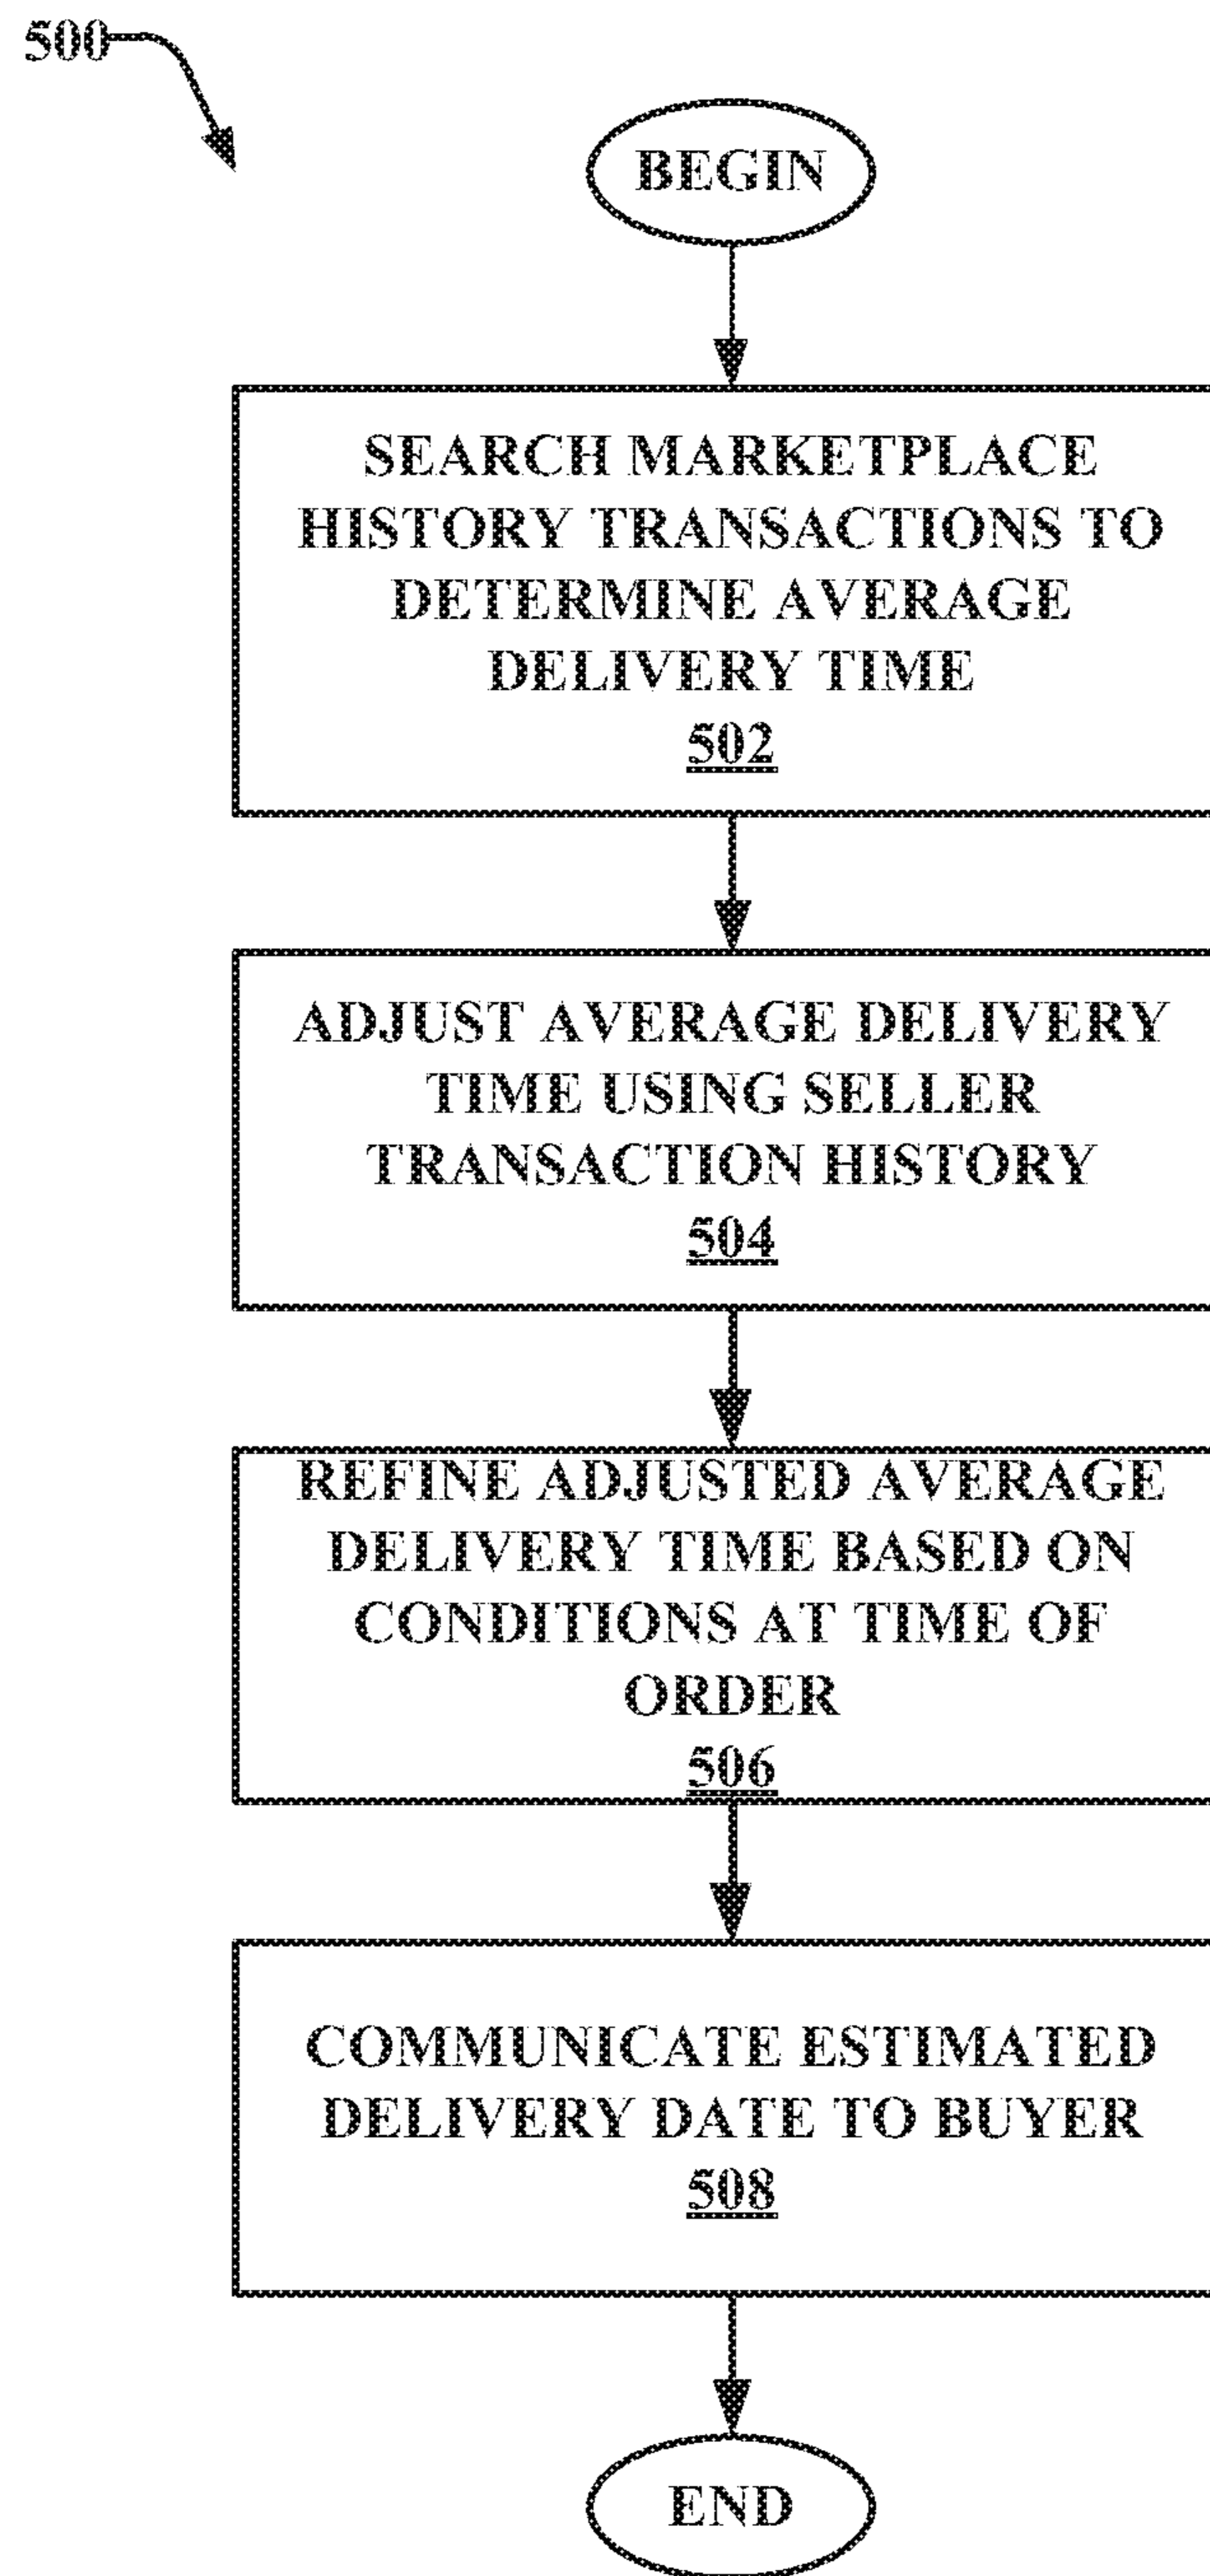 500
BEGIN
SEARCH MARKETPLACE
HISTORY TRANSACTIONS TO
DETERMINE AVERAGE
DELIVERY TIME
502
ADJUST AVERAGE DELIVERY
TIME USING SELLER
TRANSACTION HISTORY
504
REFINE ADJUSTED AVERAGE
DELIVERY TIME BASED ON
CONDITIONS AT TIME OF
ORDER
506
COMMUNICATE ESTIMATED
DELIVERY DATE TO BUYER
508
END